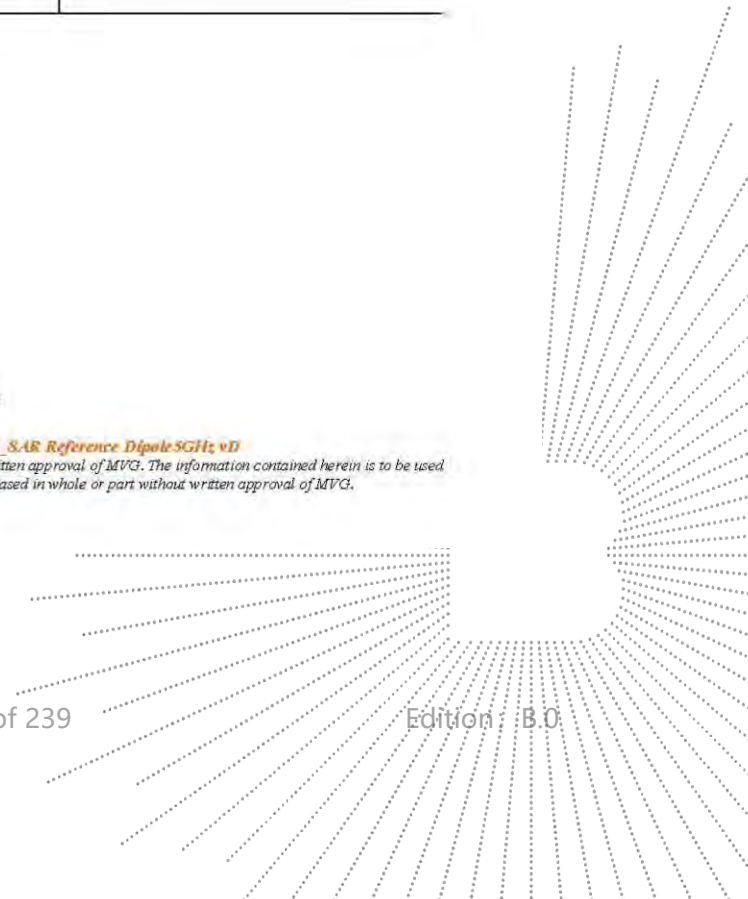 _SAR Reference Dipole5GHz vD
tten approval of MVG. The information contained herein is to be used
ased in whole or part without written approval of MVG.
of 239
Edition: B.0